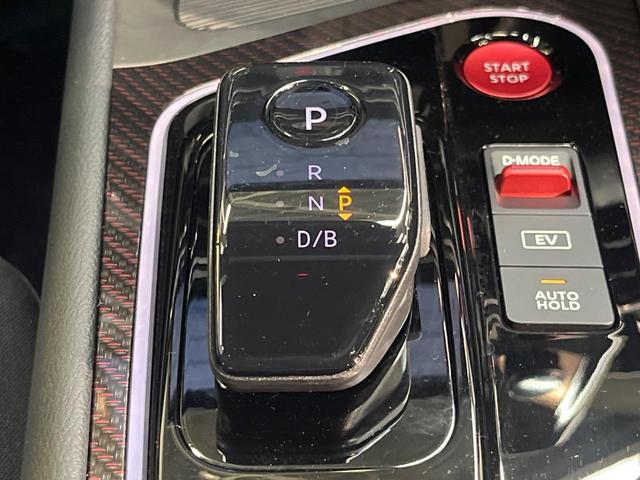 START
STOP
P
D-MODE
R
N P
EV
D/B
AUTO
HOLD